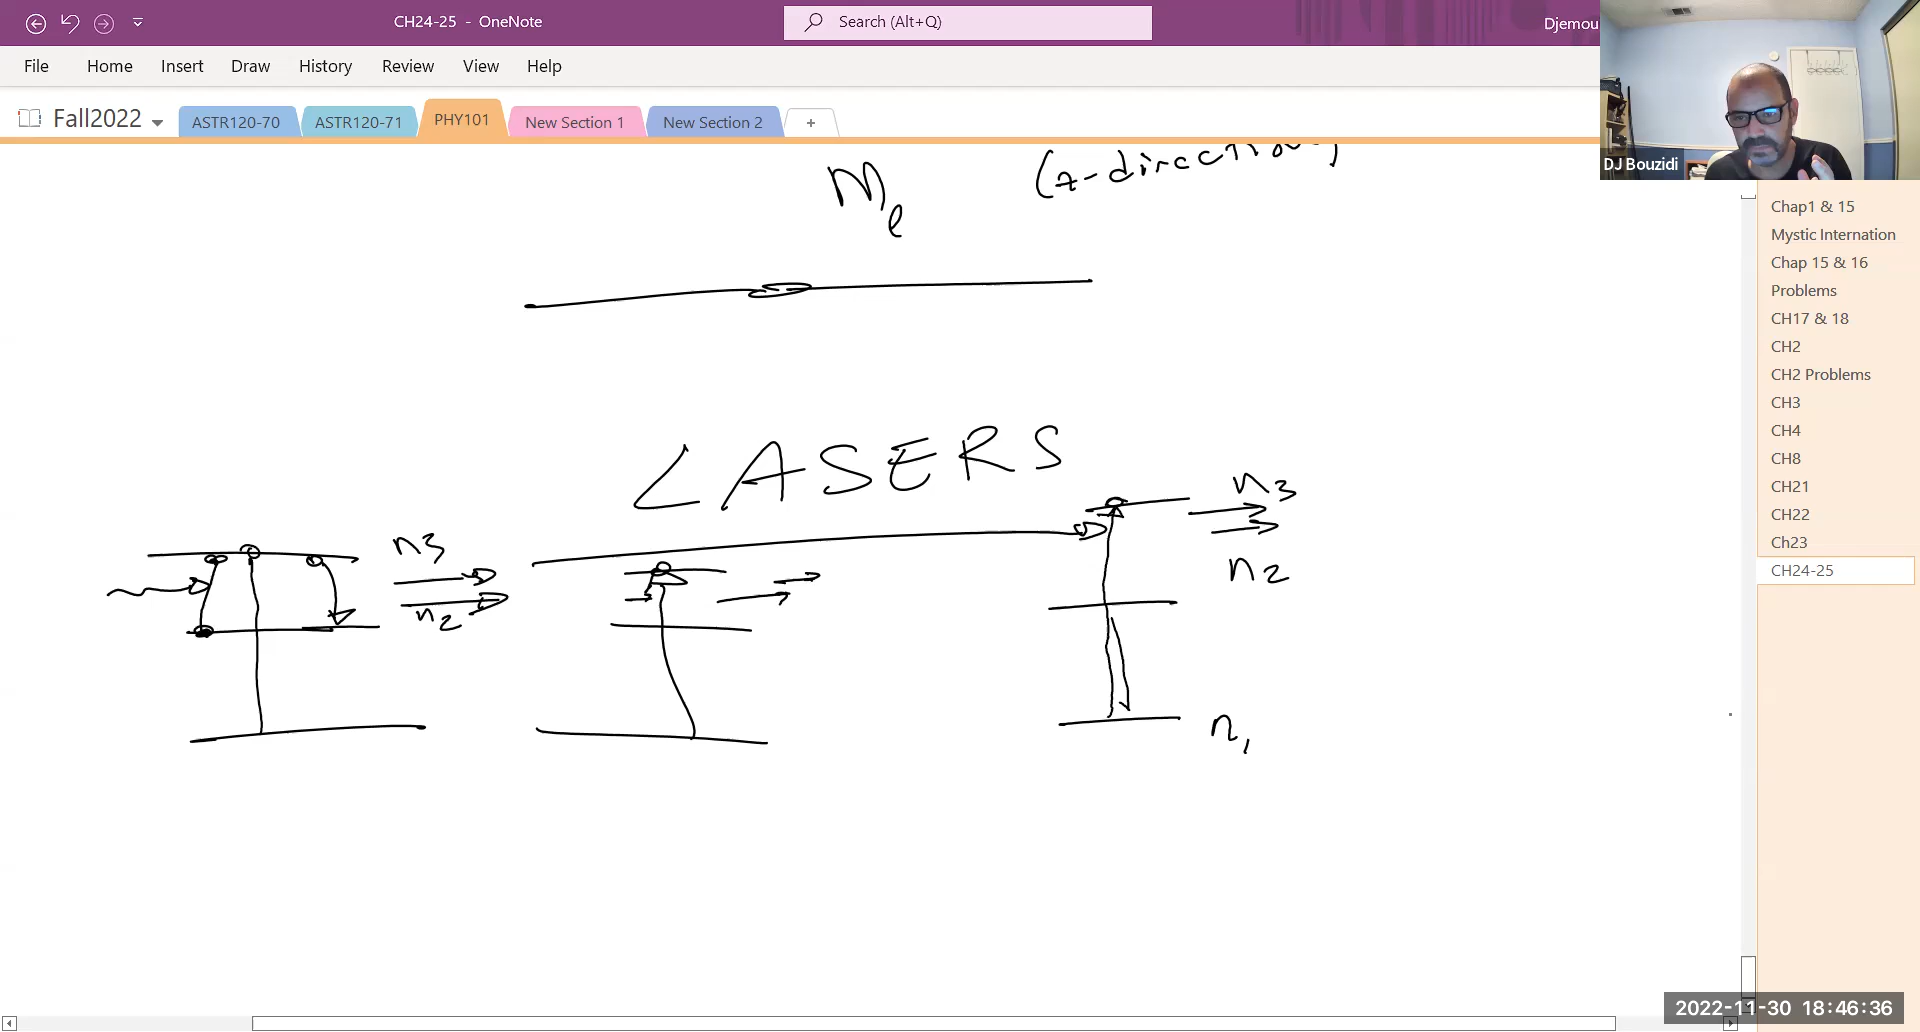 CH24-25 - OneNote
Search (Alt+Q)
Djemou
File Home Insert Draw History Review View Help
Fall2022 ASTR120-70 ASTR120-71 PHY101 New Section 1 New Section 2 +
DJ Bouzidi
(z-direction)
Me
LASERS
n3
n2
n3
n2
n1
Chap1 & 15
Mystic Internation
Chap 15 & 16
Problems
CH17 & 18
CH2
CH2 Problems
CH3
CH4
CH8
CH21
CH22
Ch23
CH24-25
2022-11-30 18:46:36